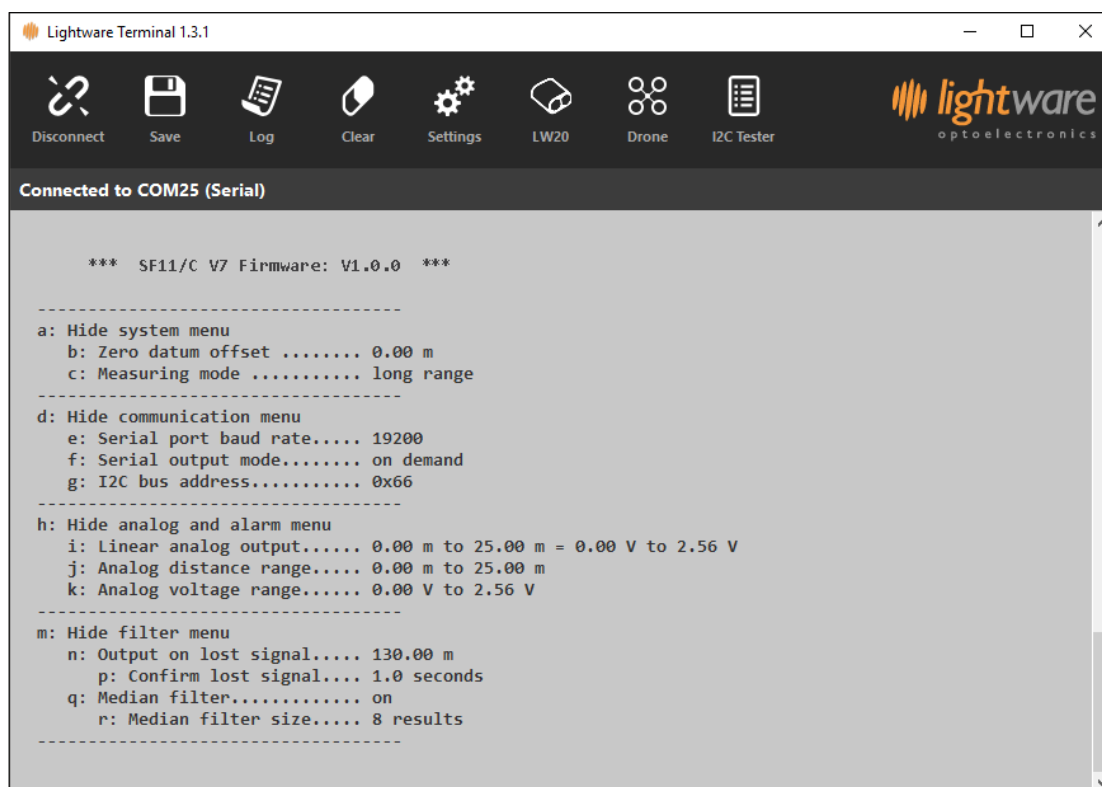 Lightware Terminal 1.3.1
Disconnect Save Log Clear Settings LW20 Drone I2C Tester
lightware
optoelectronics
Connected to COM25 (Serial)
*** SF11/C V7 Firmware: V1.0.0 ***
------------------------------------
a: Hide system menu
b: Zero datum offset ........ 0.00 m
c: Measuring mode ........... long range
------------------------------------
d: Hide communication menu
e: Serial port baud rate..... 19200
f: Serial output mode........ on demand
g: I2C bus address........... 0x66
------------------------------------
h: Hide analog and alarm menu
i: Linear analog output...... 0.00 m to 25.00 m = 0.00 V to 2.56 V
j: Analog distance range..... 0.00 m to 25.00 m
k: Analog voltage range...... 0.00 V to 2.56 V
------------------------------------
m: Hide filter menu
n: Output on lost signal..... 130.00 m
p: Confirm lost signal.... 1.0 seconds
q: Median filter............. on
r: Median filter size..... 8 results
------------------------------------